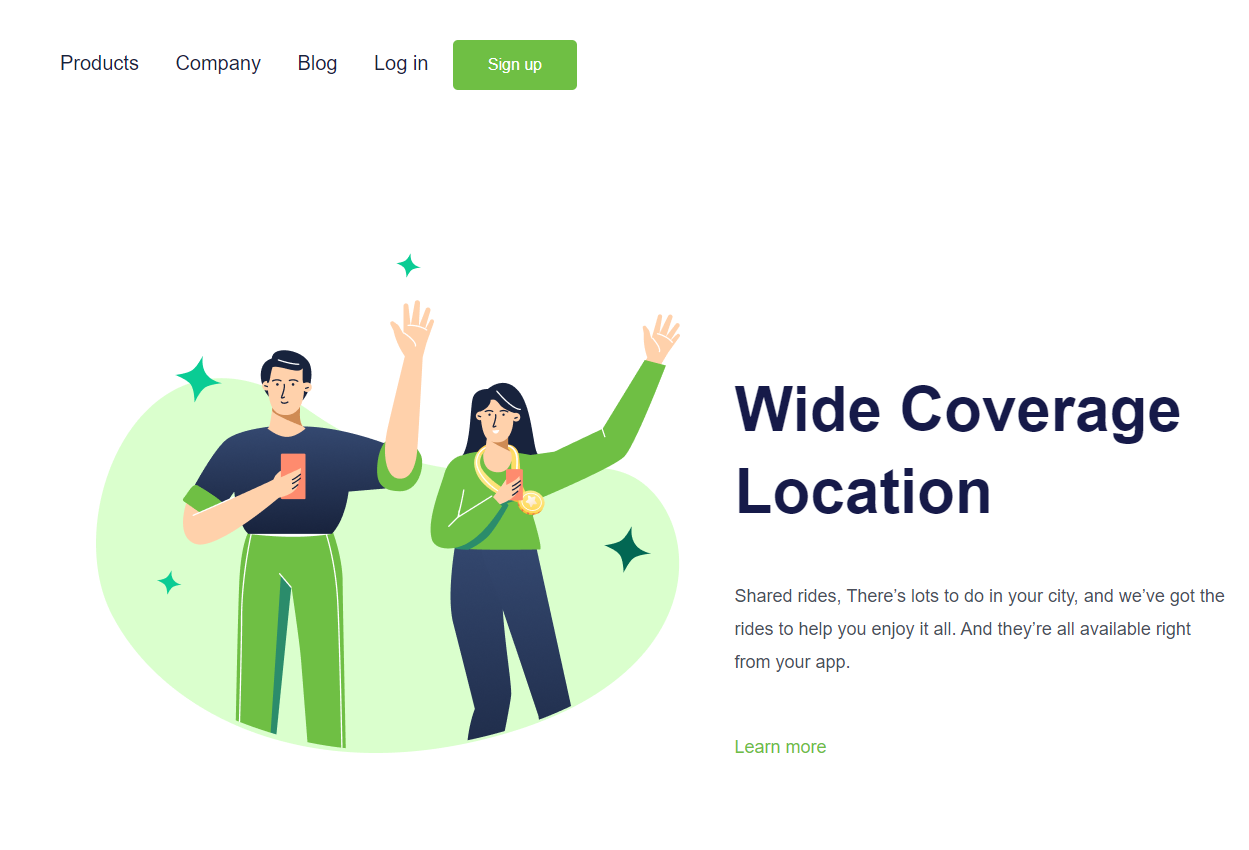 Products Company Blog Log in Sign up
Wide Coverage
Location
Shared rides, There’s lots to do in your city, and we’ve got the
rides to help you enjoy it all. And they’re all available right
from your app.
Learn more